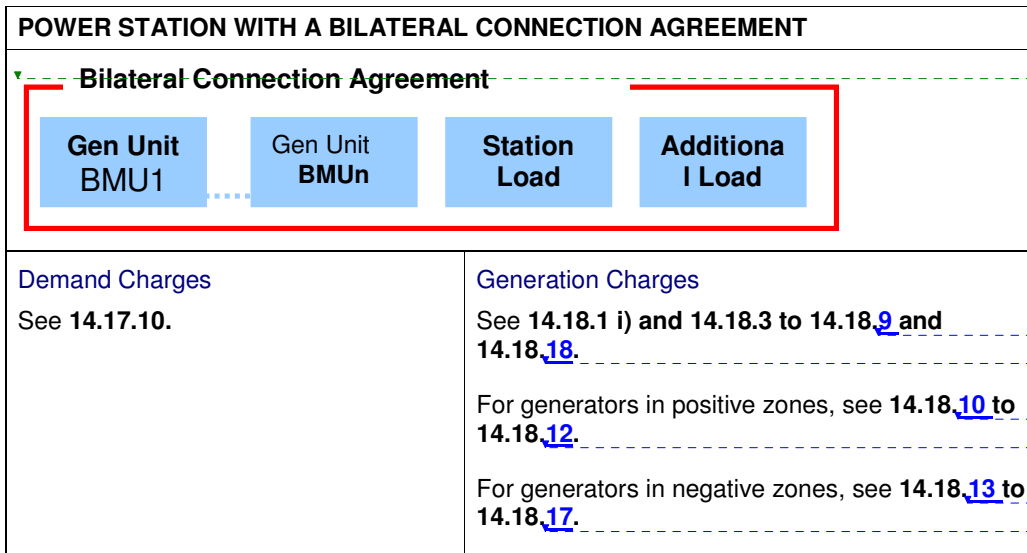 POWER STATION WITH A BILATERAL CONNECTION AGREEMENT
Bilateral Connection Agreement
Gen Unit
BMU1
Gen Unit
BMUn
Station
Load
Additiona
l Load
Demand Charges
See 14.17.10.
Generation Charges
See 14.18.1 i) and 14.18.3 to 14.18.9 and
14.18.18.
For generators in positive zones, see 14.18.10 to
14.18.12.
For generators in negative zones, see 14.18.13 to
14.18.17.